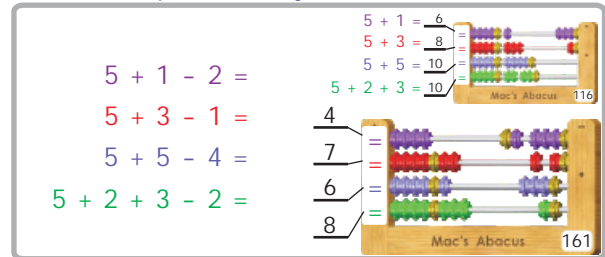 5 + 1 = 6
5 + 3 = 8
5 + 5 = 10
5 + 2 + 3 = 10
=
=
=
=
Mac's Abacus
116
5 + 1 - 2 =
5 + 3 - 1 =
5 + 5 - 4 =
5 + 2 + 3 - 2 =
4
7
6
8
=
=
=
=
Mac's Abacus
161